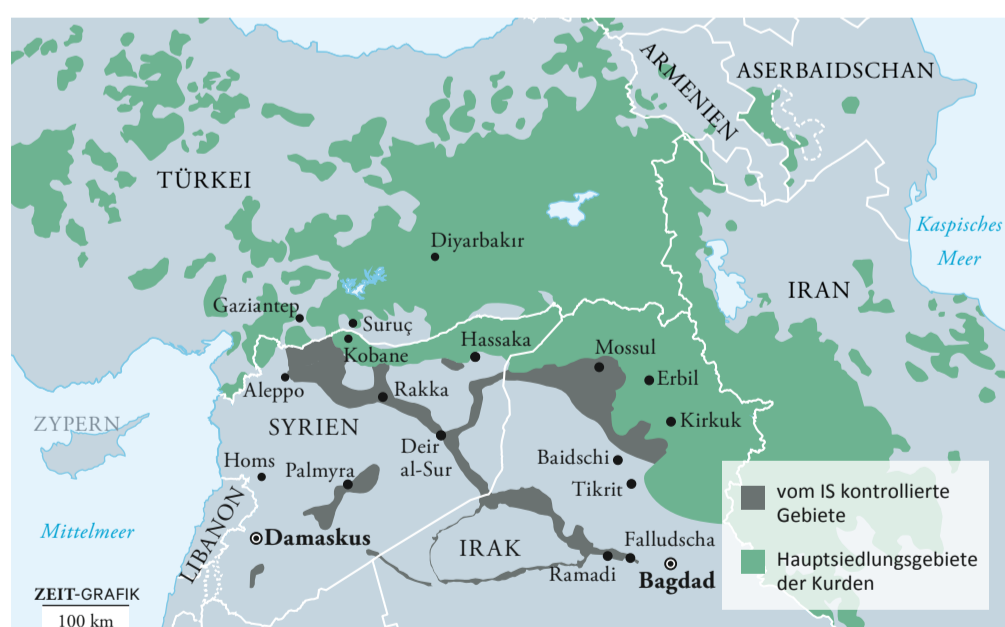 ARMENIEN
ASERBAIDSCHAN
TÜRKEI
Kaspisches
Meer
Diyarbakır
IRAN
Gaziantep
Suruç
Kobane
Hassaka
Mossul
Aleppo
Rakka
Erbil
ZYPERN
SYRIEN
Kirkuk
Deir
al-Sur
Homs
Palmyra
Baidschi
Tikrit
vom IS kontrollierte
Gebiete
Mittelmeer
LIBANON
Damaskus
IRAK
Falludscha
Ramadi
Bagdad
Hauptsiedlungsgebiete
der Kurden
ZEIT-GRAFIK
100 km